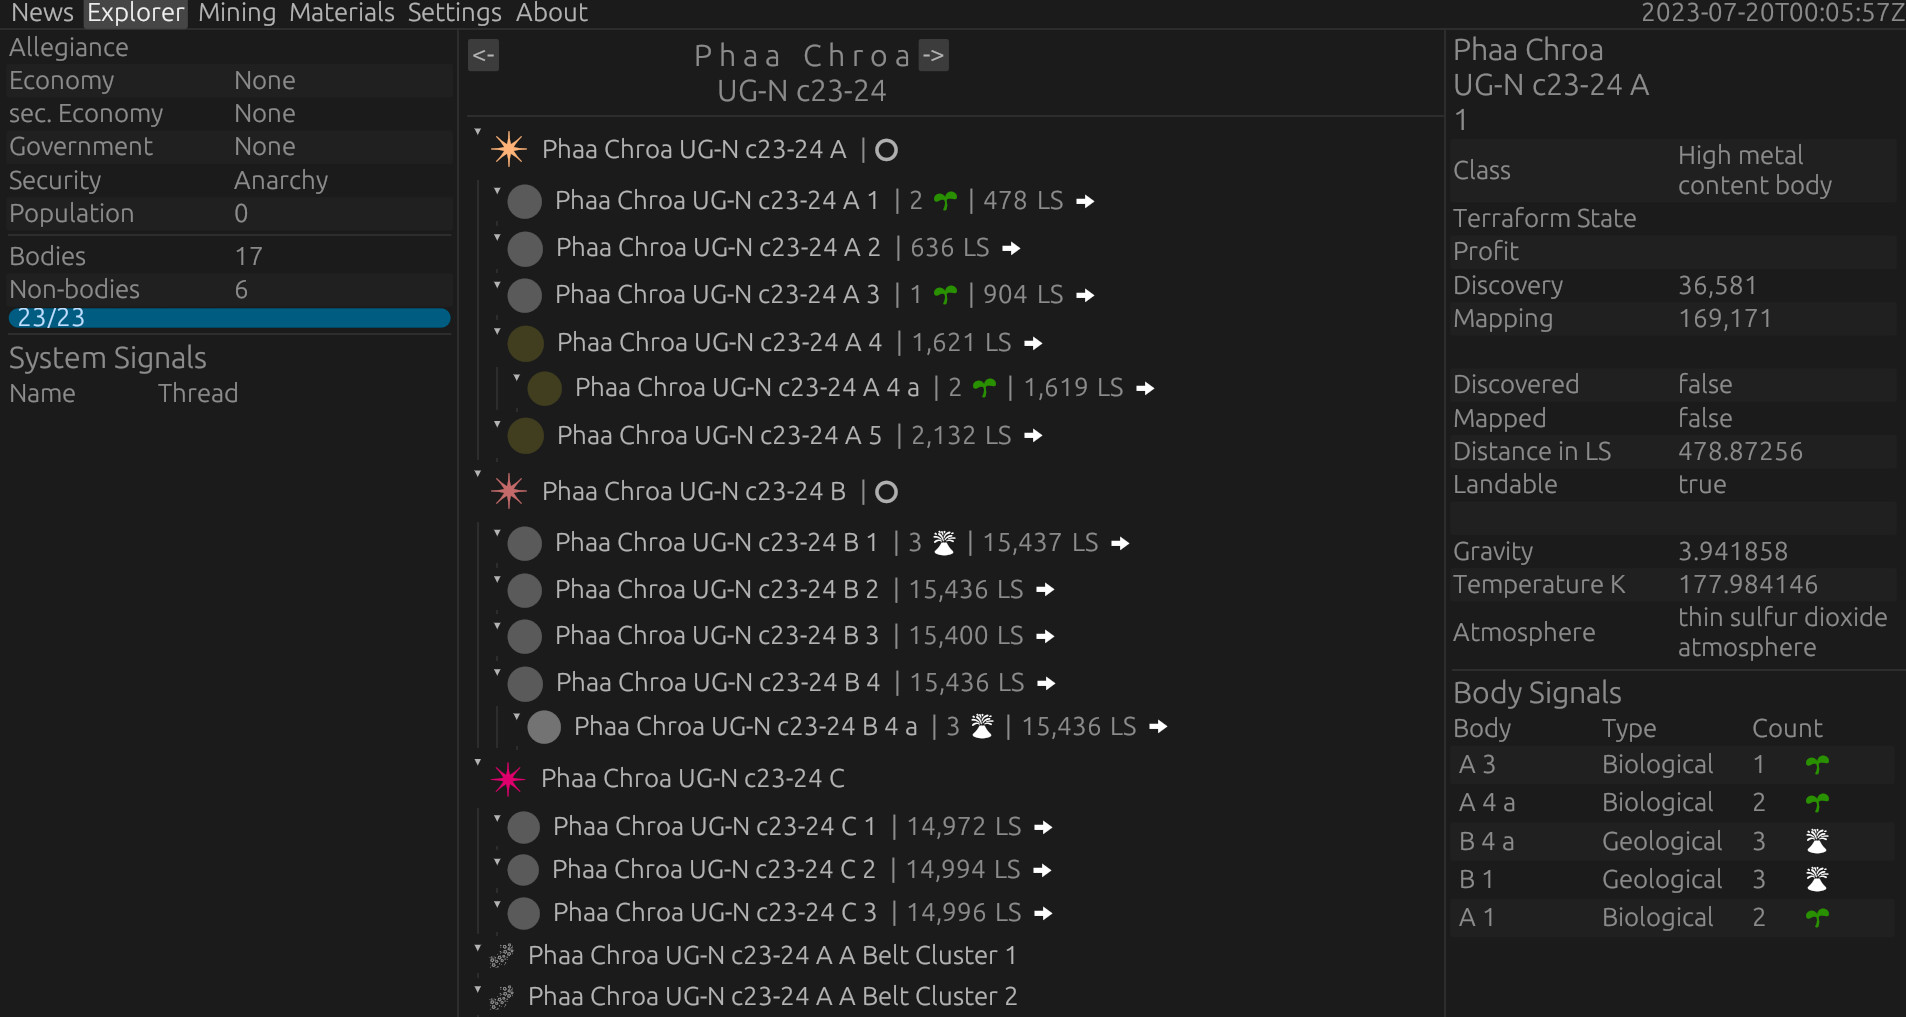 News Explorer Mining Materials Settings About 2023-07-20T00:05:57Z
Allegiance
Economy None
sec. Economy None
Government None
Security Anarchy
Population 0
Bodies 17
Non-bodies 6
23/23
System Signals
Name Thread
<- Phaa Chroa ->
UG-N c23-24
Phaa Chroa UG-N c23-24 A |
Phaa Chroa UG-N c23-24 A 1 | 2 | 478 LS
Phaa Chroa UG-N c23-24 A 2 | 636 LS
Phaa Chroa UG-N c23-24 A 3 | 1 | 904 LS
Phaa Chroa UG-N c23-24 A 4 | 1,621 LS
Phaa Chroa UG-N c23-24 A 4 a | 2 | 1,619 LS
Phaa Chroa UG-N c23-24 A 5 | 2,132 LS
Phaa Chroa UG-N c23-24 B |
Phaa Chroa UG-N c23-24 B 1 | 3 | 15,437 LS
Phaa Chroa UG-N c23-24 B 2 | 15,436 LS
Phaa Chroa UG-N c23-24 B 3 | 15,400 LS
Phaa Chroa UG-N c23-24 B 4 | 15,436 LS
Phaa Chroa UG-N c23-24 B 4 a | 3 | 15,436 LS
Phaa Chroa UG-N c23-24 C
Phaa Chroa UG-N c23-24 C 1 | 14,972 LS
Phaa Chroa UG-N c23-24 C 2 | 14,994 LS
Phaa Chroa UG-N c23-24 C 3 | 14,996 LS
Phaa Chroa UG-N c23-24 A A Belt Cluster 1
Phaa Chroa UG-N c23-24 A A Belt Cluster 2
Phaa Chroa
UG-N c23-24 A
1
Class High metal
content body
Terraform State
Profit
Discovery 36,581
Mapping 169,171
Discovered false
Mapped false
Distance in LS 478.87256
Landable true
Gravity 3.941858
Temperature K 177.984146
Atmosphere thin sulfur dioxide
atmosphere
Body Signals
Body Type Count
A 3 Biological 1
A 4 a Biological 2
B 4 a Geological 3
B 1 Geological 3
A 1 Biological 2